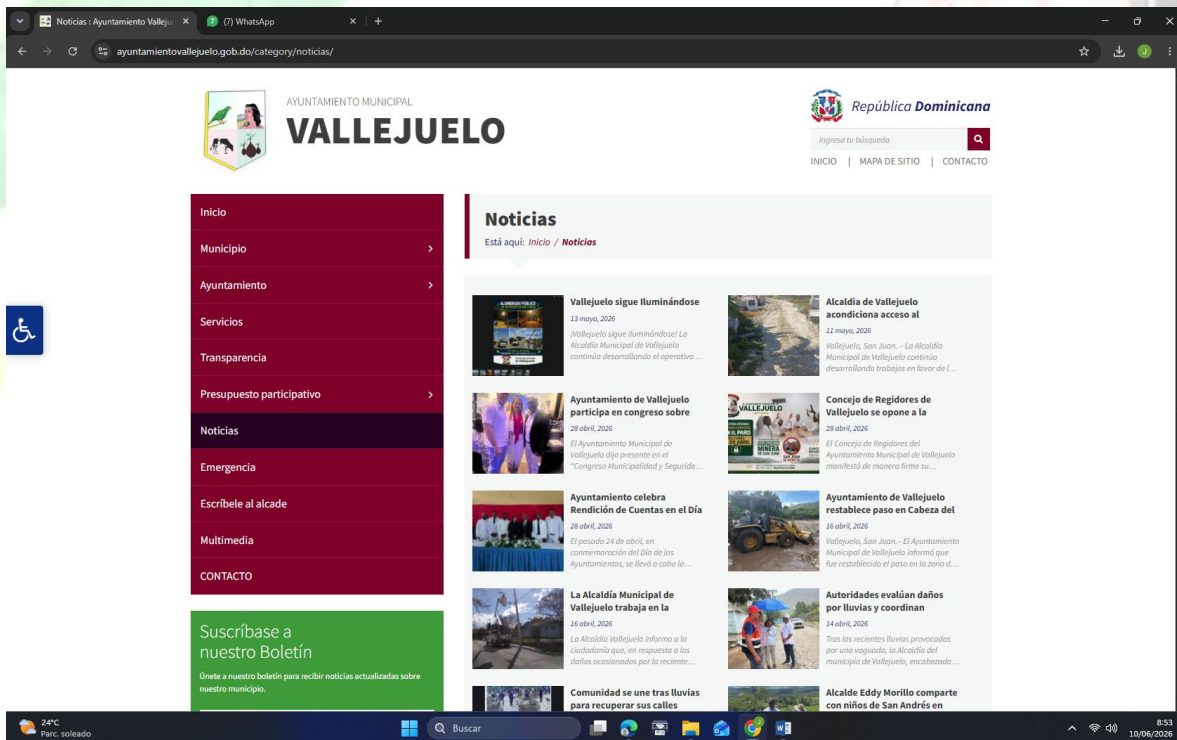 Noticias : Ayuntamiento Valleju
(7) WhatsApp
ayuntamientovallejuelo.gob.do/category/noticias/
AYUNTAMIENTO MUNICIPAL
VALLEJUELO
República Dominicana
Ingresa tu búsqueda
INICIO | MAPA DE SITIO | CONTACTO
Inicio
Municipio
Ayuntamiento
Servicios
Transparencia
Presupuesto participativo
Noticias
Emergencia
Escríbele al alcade
Multimedia
CONTACTO
Suscríbase a
nuestro Boletín
Únete a nuestro boletín para recibir noticias actualizadas sobre
nuestro municipio.
Noticias
Está aquí: Inicio / Noticias
ALUMBRADO PÚBLICO
Vallejuelo sigue Iluminándose
13 mayo, 2026
¡Vallejuelo sigue iluminándose! La
Alcaldía Municipal de Vallejuelo
continúa desarrollando el operativo …
Alcaldia de Vallejuelo
acondiciona acceso al
11 mayo, 2026
Vallejuelo, San Juan. – La Alcaldía
Municipal de Vallejuelo continúa
desarrollando trabajos en favor de l…
Ayuntamiento de Vallejuelo
participa en congreso sobre
28 abril, 2026
El Ayuntamiento Municipal de
Vallejuelo dijo presente en el
"Congreso Municipalidad y Segurida…
VALLEJUELO
Concejo de Regidores de
Vallejuelo se opone a la
28 abril, 2026
El Concejo de Regidores del
Ayuntamiento Municipal de Vallejuelo
manifestó de manera firme su…
Ayuntamiento celebra
Rendición de Cuentas en el Día
28 abril, 2026
El pasado 24 de abril, en
conmemoración del Día de los
Ayuntamientos, se llevó a cabo la…
Ayuntamiento de Vallejuelo
restablece paso en Cabeza del
16 abril, 2026
Vallejuelo, San Juan.– El Ayuntamiento
Municipal de Vallejuelo informó que
fue restablecido el paso en la zona d…
La Alcaldía Municipal de
Vallejuelo trabaja en la
16 abril, 2026
La Alcaldía Vallejuelo informa a la
ciudadanía que, en respuesta a los
daños ocasionados por la reciente…
Autoridades evalúan daños
por lluvias y coordinan
14 abril, 2026
Tras las recientes lluvias provocadas
por una vaguada, la Alcaldía del
municipio de Vallejuelo, encabezada…
Comunidad se une tras lluvias
para recuperar sus calles
Alcalde Eddy Morillo comparte
con niños de San Andrés en
24°C
Parc. soleado
Buscar
8:53
10/06/2026